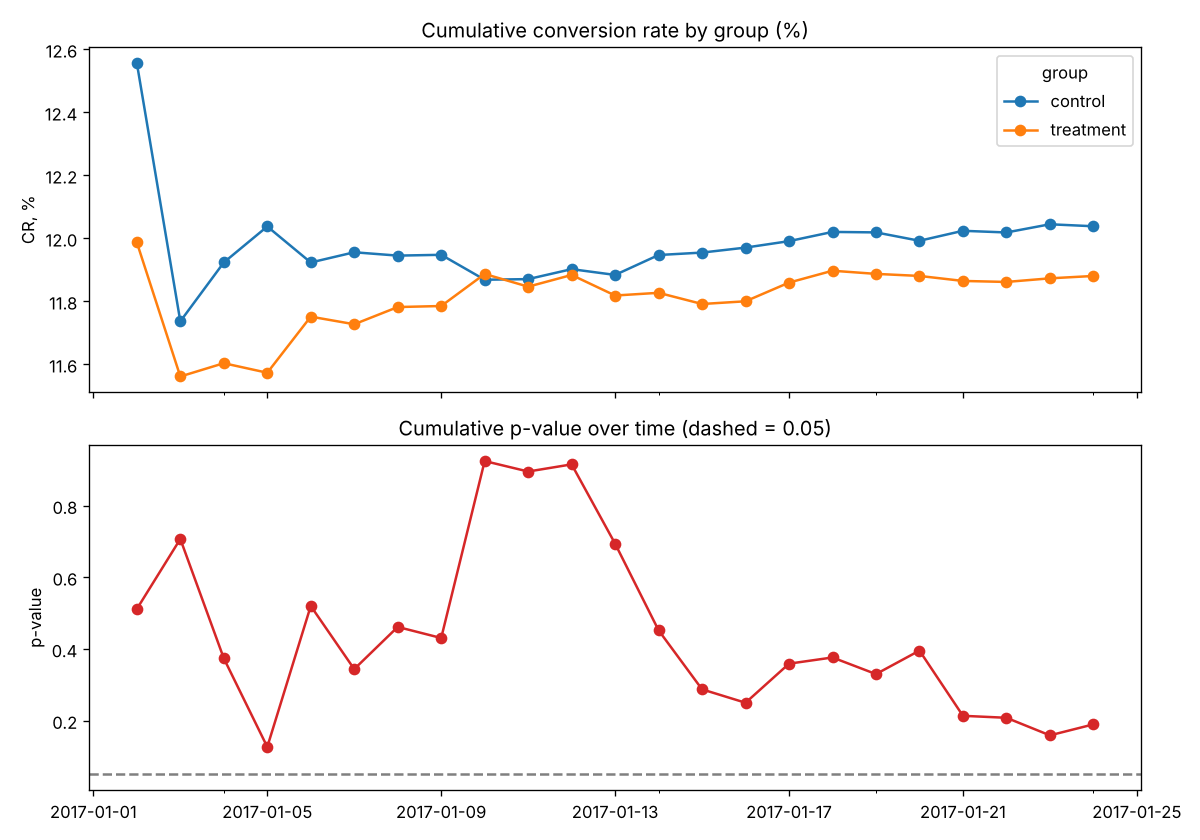 Cumulative conversion rate by group (%)
12.6
12.4
12.2
12.0
11.8
11.6
CR, %
group
control
treatment
Cumulative p-value over time (dashed = 0.05)
0.8
0.6
0.4
0.2
p-value
2017-01-01 2017-01-05 2017-01-09 2017-01-13 2017-01-17 2017-01-21 2017-01-25